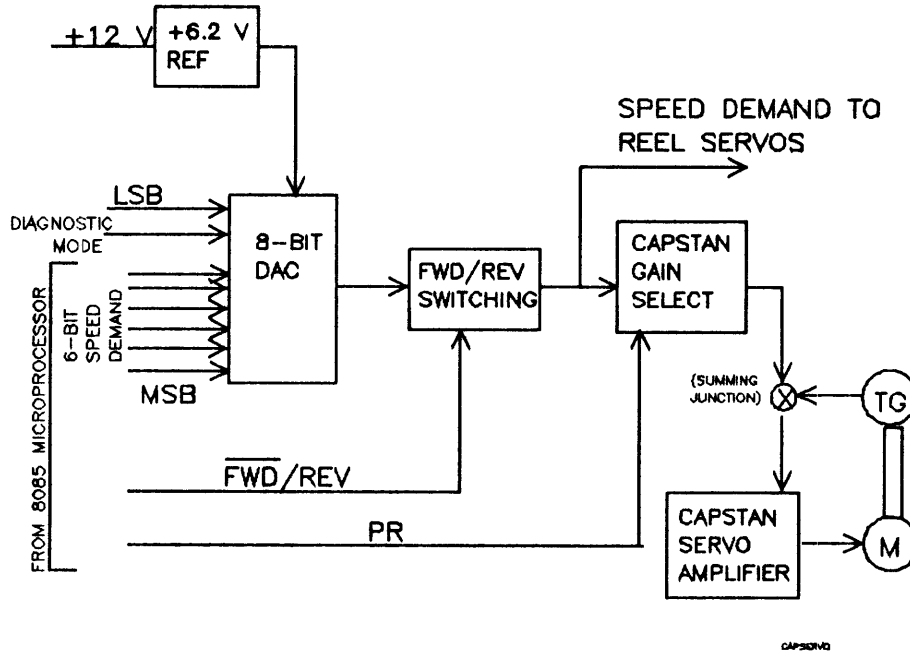 +12 V
+6.2 V
REF
SPEED DEMAND TO
REEL SERVOS
LSB
DIAGNOSTIC
MODE
8-BIT
DAC
FWD/REV
SWITCHING
CAPSTAN
GAIN
SELECT
FROM 8085 MICROPROCESSOR
6-BIT
SPEED
DEMAND
MSB
(SUMMING
JUNCTION)
X
TG
FWD/REV
PR
CAPSTAN
SERVO
AMPLIFIER
M
CAPSERVO